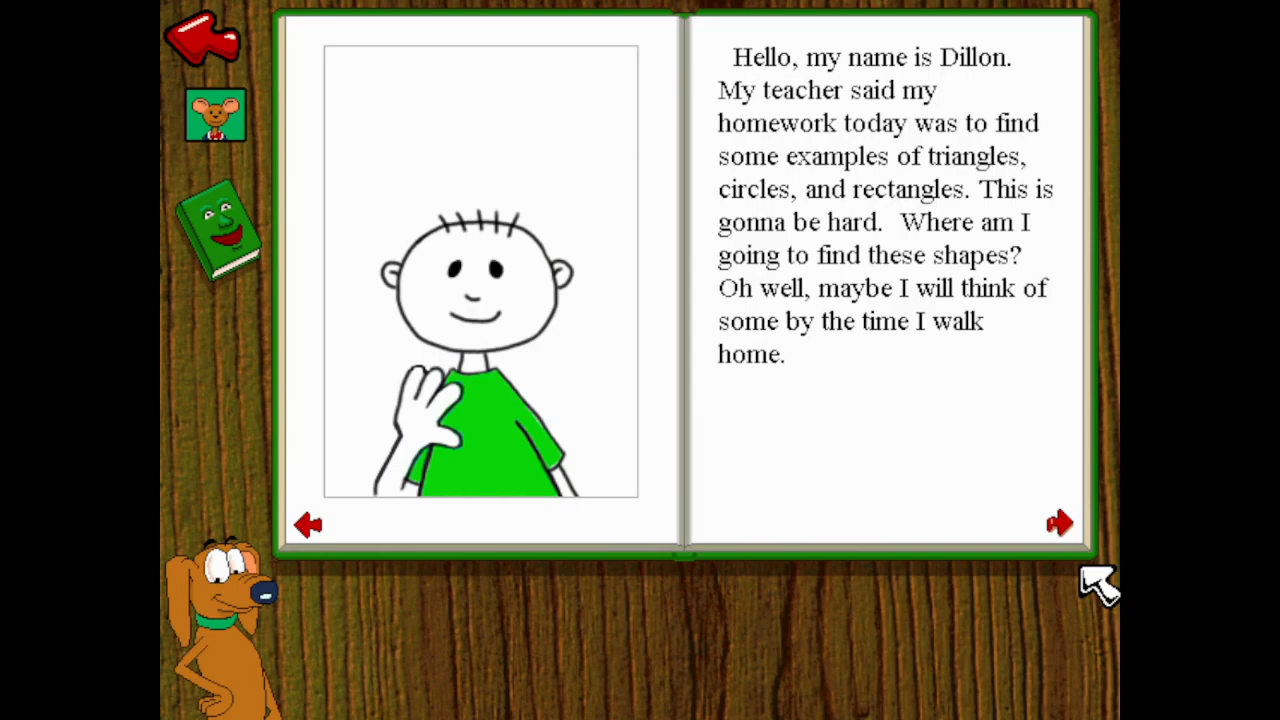 Hello, my name is Dillon.
My teacher said my
homework today was to find
some examples of triangles,
circles, and rectangles. This is
gonna be hard. Where am I
going to find these shapes?
Oh well, maybe I will think of
some by the time I walk
home.